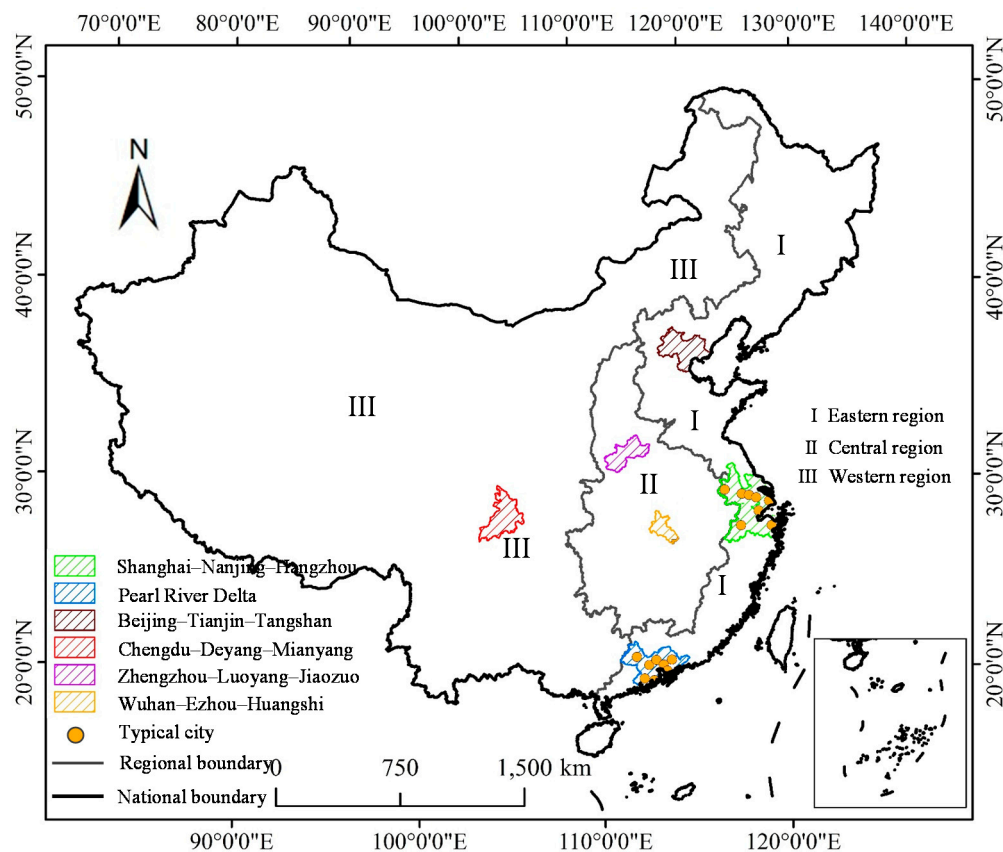 70°0'0"E 80°0'0"E 90°0'0"E 100°0'0"E 110°0'0"E 120°0'0"E 130°0'0"E 140°0'0"E
50°0'0"N
50°0'0"N
N
I
III
40°0'0"N
40°0'0"N
III
I
I Eastern region
II Central region
III Western region
30°0'0"N
30°0'0"N
II
III
I
Shanghai–Nanjing–Hangzhou
Pearl River Delta
Beijing–Tianjin–Tangshan
Chengdu–Deyang–Mianyang
Zhengzhou–Luoyang–Jiaozuo
Wuhan–Ezhou–Huangshi
Typical city
Regional boundary
National boundary
20°0'0"N
20°0'0"N
0 750 1,500 km
90°0'0"E 100°0'0"E 110°0'0"E 120°0'0"E